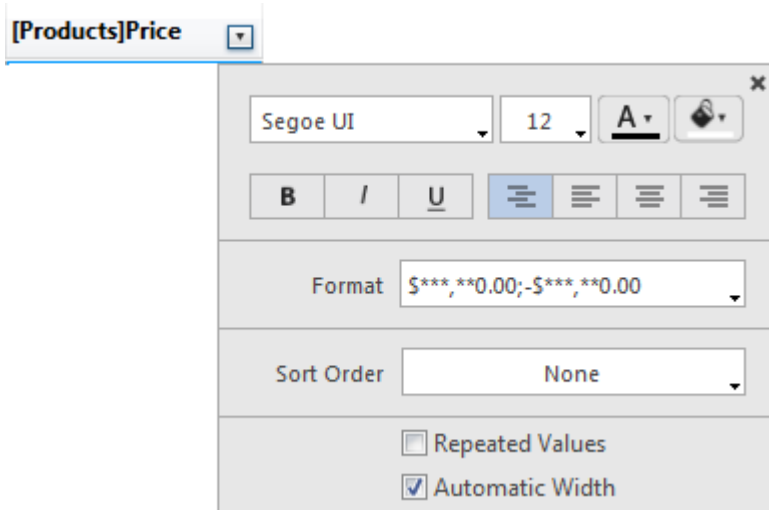 [Products]Price
Segoe UI 12 A
B I U
Format $***,**0.00;-$***,**0.00
Sort Order None
Repeated Values
Automatic Width